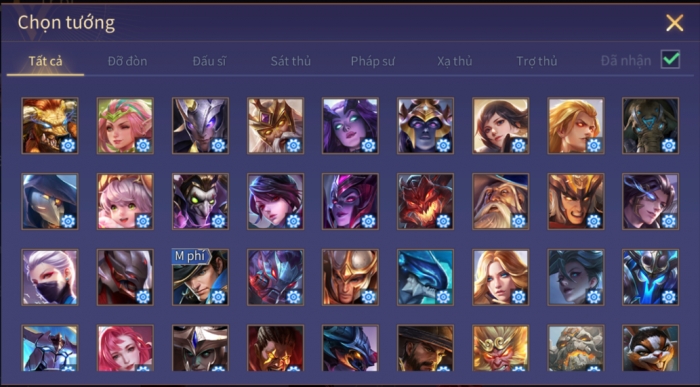 Chọn tướng
Tất cả Đỡ đòn Đấu sĩ Sát thủ Pháp sư Xạ thủ Trợ thủ Đã nhận
M phí